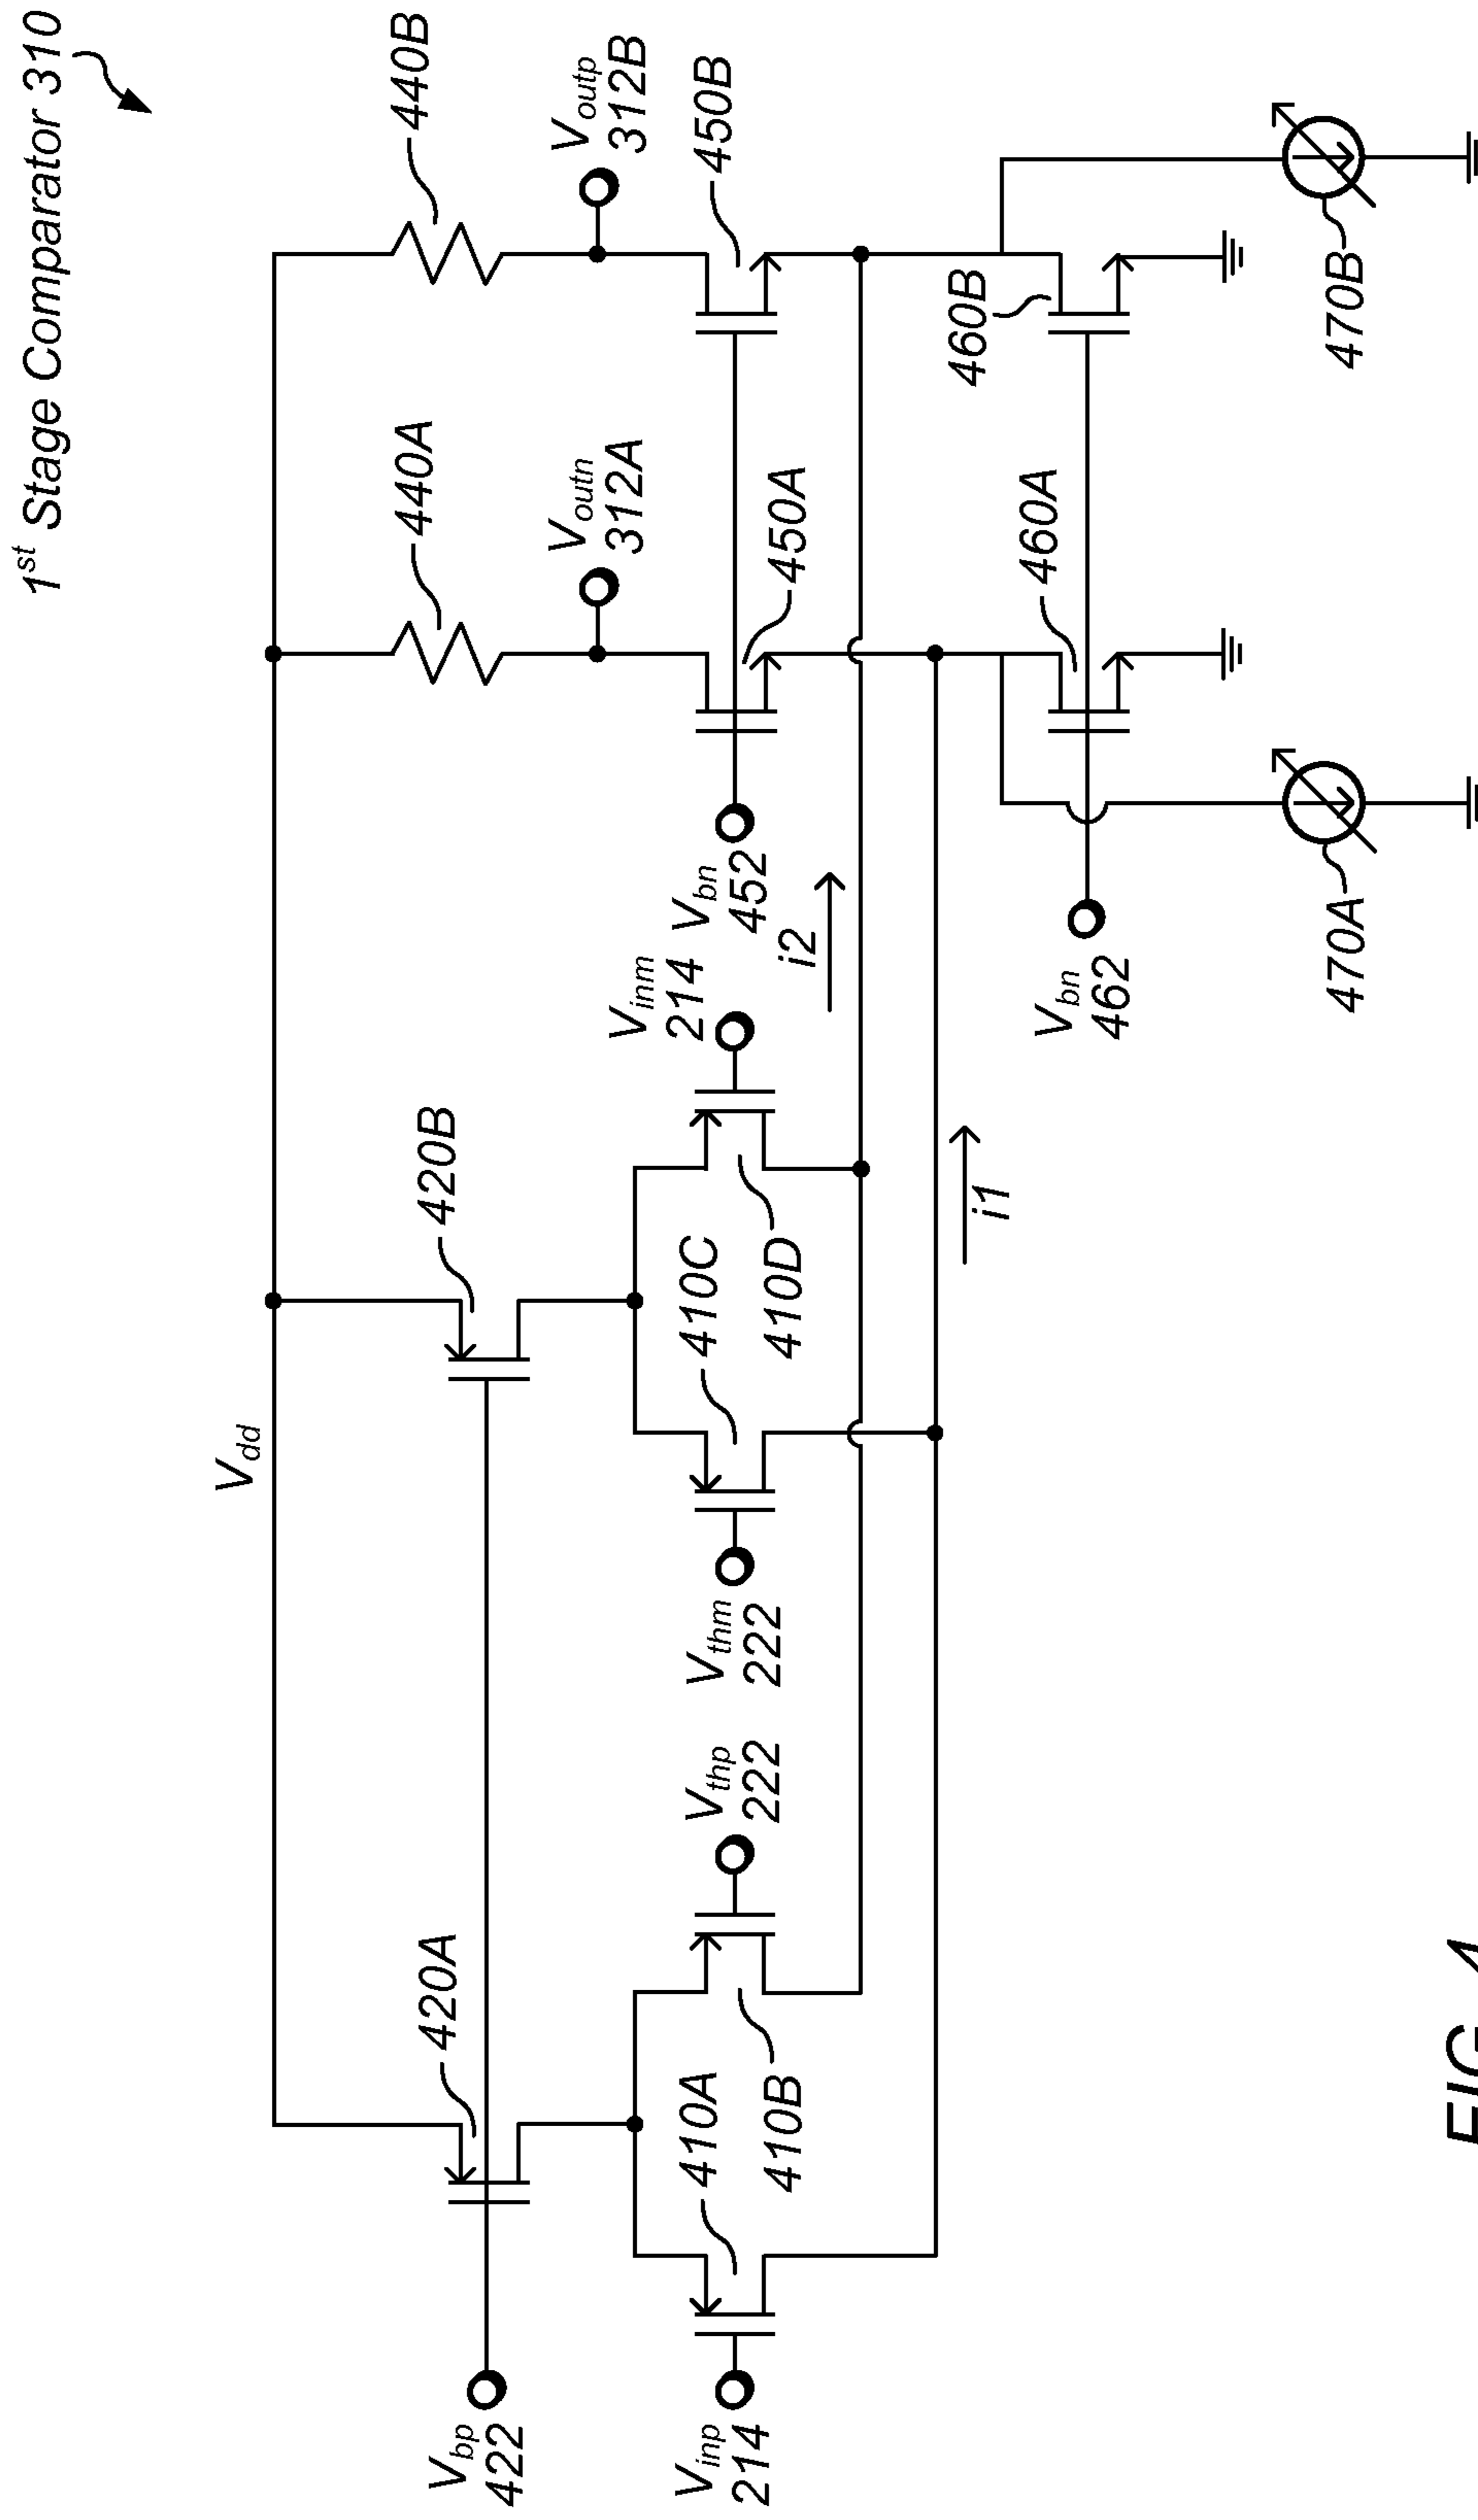 1st Stage Comparator 310
Vdd
420A
420B
440A
440B
Vbp
422
Voutn
312A
Voutp
312B
Vinp
214
410A
410B
Vthp
222
Vthm
222
410C
410D
Vinm
214
Vbn
452
450A
450B
i2
i1
460A
460B
Vbn
462
470A
470B
FIG. 4